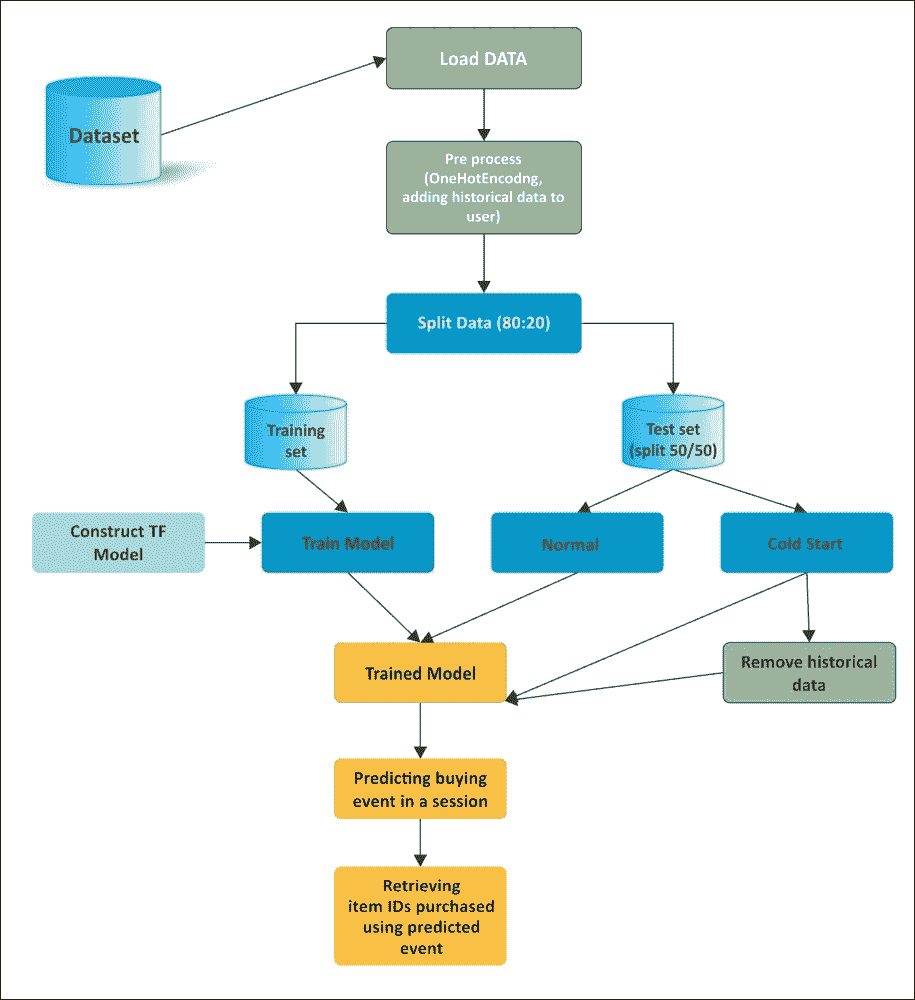 Load DATA
Dataset
Pre process
(OneHotEncodng,
adding historical data to
user)
Split Data (80:20)
Training
set
Test set
(split 50/50)
Construct TF
Model
Train Model
Normal
Cold Start
Trained Model
Remove historical
data
Predicting buying
event in a session
Retrieving
item IDs purchased
using predicted
event